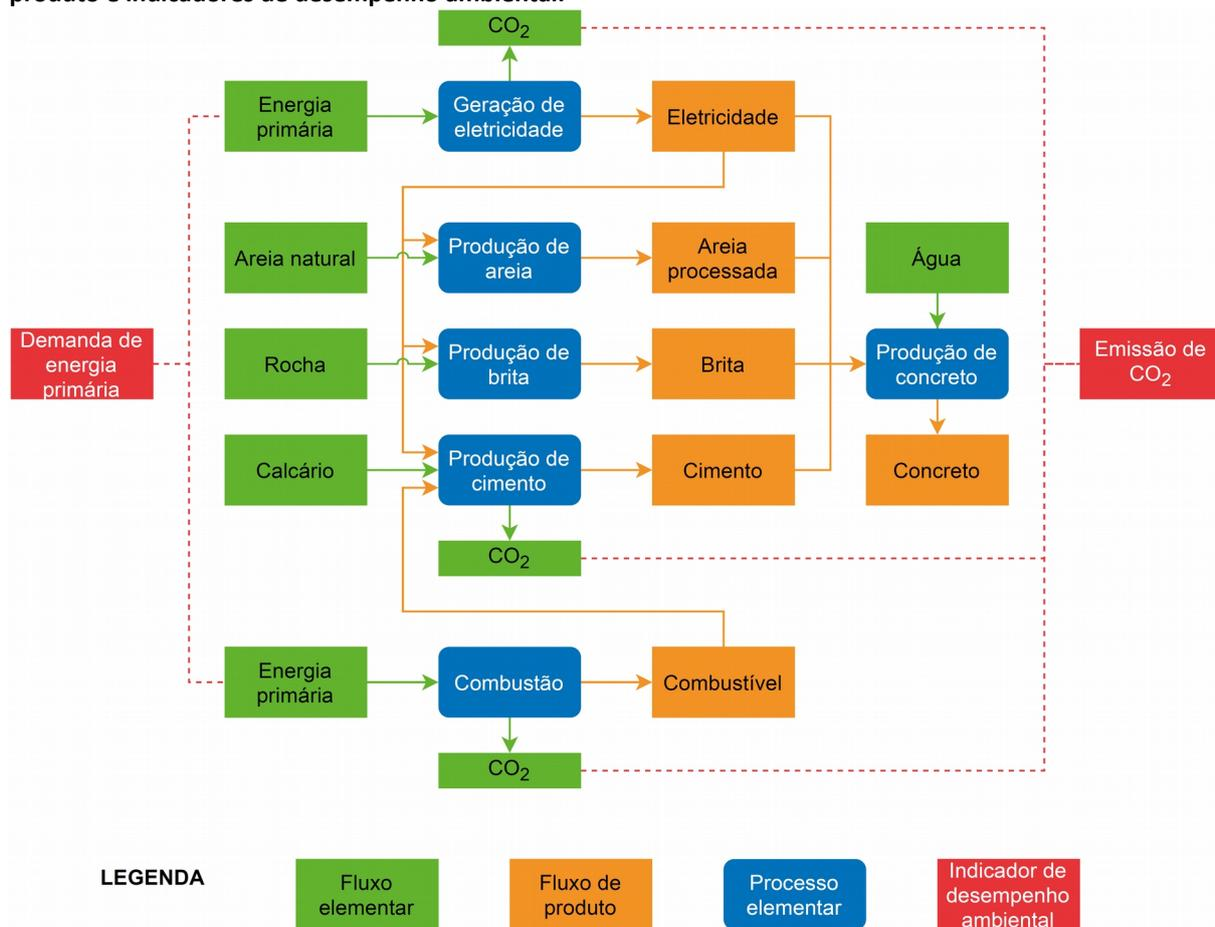 produto e indicadores de desempenho ambiental.
CO2
Energia
primária
Geração de
eletricidade
Eletricidade
Areia natural
Produção de
areia
Areia
processada
Água
Demanda de
energia
primária
Rocha
Produção de
brita
Brita
Produção de
concreto
Emissão de
CO2
Calcário
Produção de
cimento
Cimento
Concreto
CO2
Energia
primária
Combustão
Combustível
CO2
LEGENDA
Fluxo
elementar
Fluxo de
produto
Processo
elementar
Indicador de
desempenho
ambiental